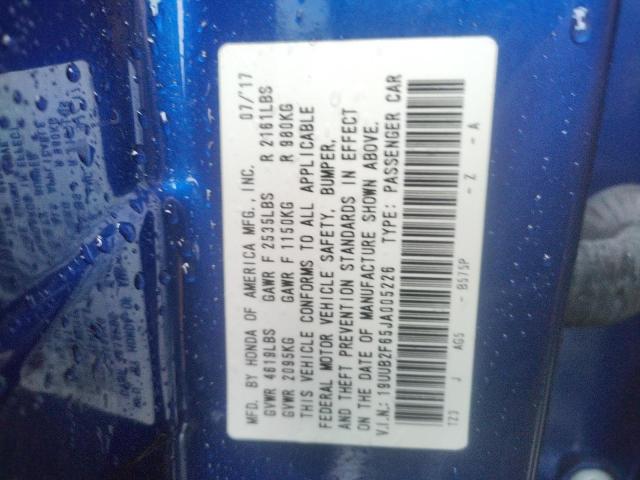 MFD. BY HONDA OF AMERICA MFG., INC. 07/'17
GVWR 4619LBS GAWR F 2535LBS R 2161LBS
GVWR 2095KG GAWR F 1150KG R 980KG
THIS VEHICLE CONFORMS TO ALL APPLICABLE
FEDERAL MOTOR VEHICLE SAFETY, BUMPER,
AND THEFT PREVENTION STANDARDS IN EFFECT
ON THE DATE OF MANUFACTURE SHOWN ABOVE.
V.I.N.: 19UUB2F65JA005226 TYPE: PASSENGER CAR
TZ3 J AG5 - B575P - Z - A